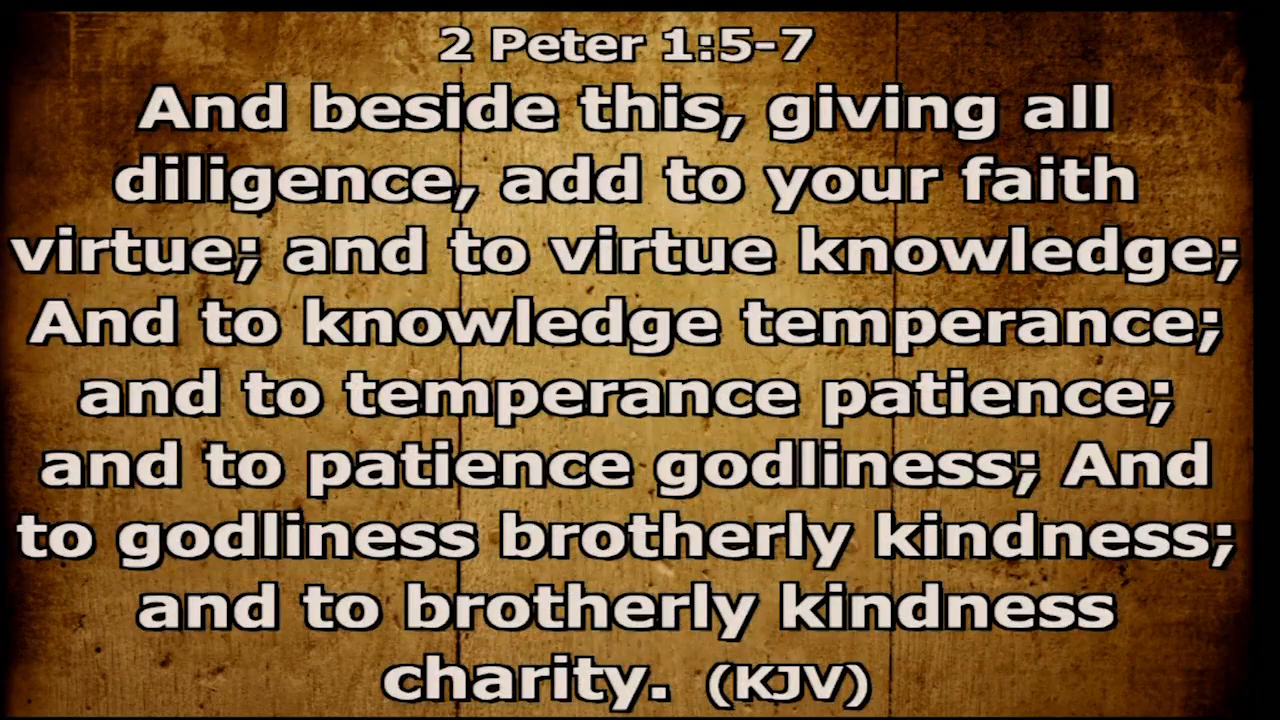 2 Peter 1:5-7
And beside this, giving all
diligence, add to your faith
virtue; and to virtue knowledge;
And to knowledge temperance;
and to temperance patience;
and to patience godliness; And
to godliness brotherly kindness;
and to brotherly kindness
charity. (KJV)